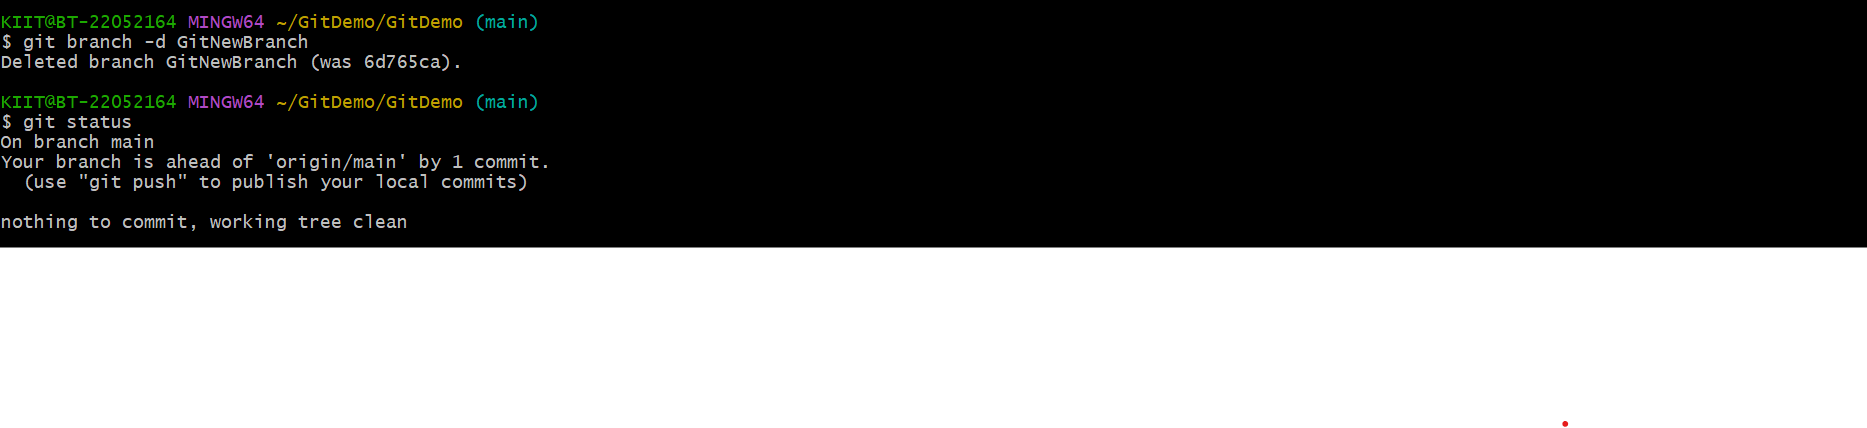 KIIT@BT-22052164 MINGW64 ~/GitDemo/GitDemo (main)
$ git branch -d GitNewBranch
Deleted branch GitNewBranch (was 6d765ca).
KIIT@BT-22052164 MINGW64 ~/GitDemo/GitDemo (main)
$ git status
On branch main
Your branch is ahead of 'origin/main' by 1 commit.
  (use "git push" to publish your local commits)
nothing to commit, working tree clean